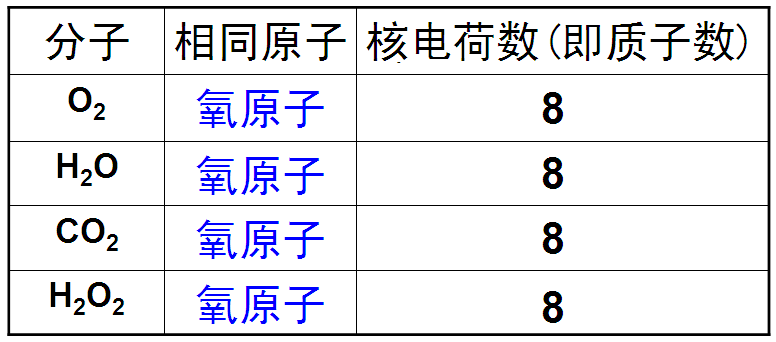 分子 相同原子 核电荷数(即质子数)
O₂ 氧原子 8
H₂O 氧原子 8
CO₂ 氧原子 8
H₂O₂ 氧原子 8